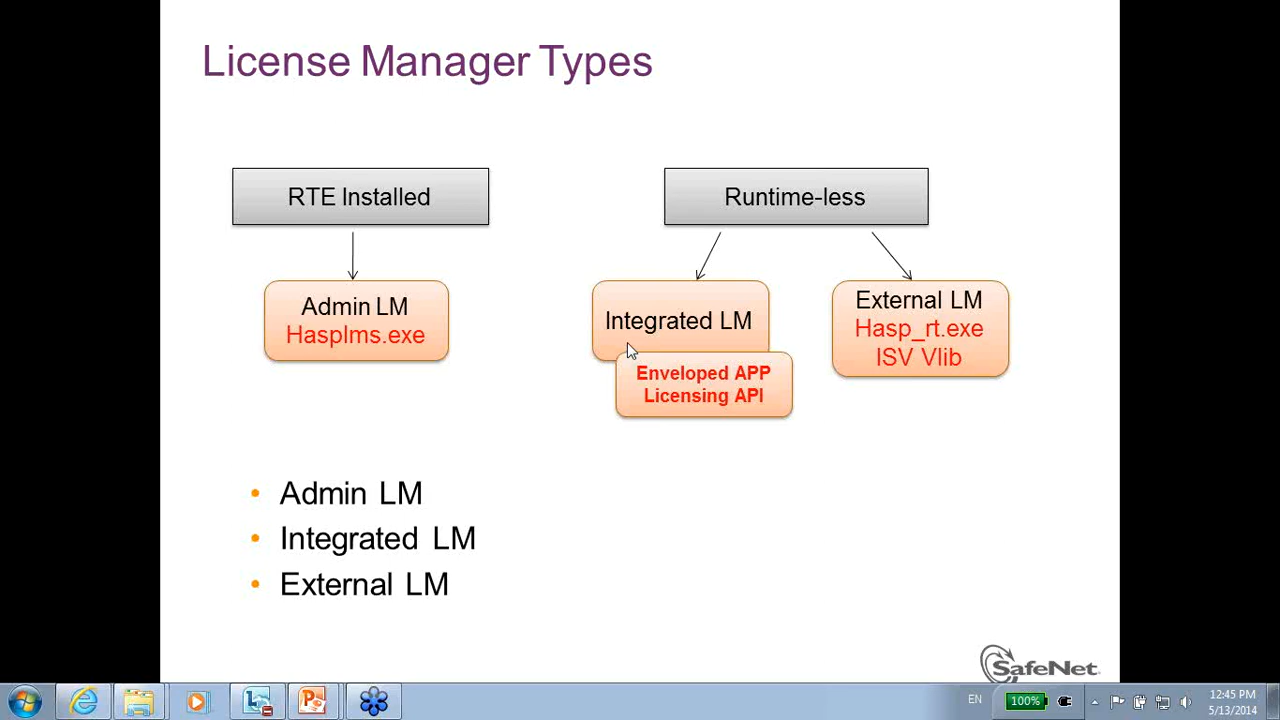 License Manager Types
RTE Installed
Runtime-less
Admin LM
Hasplms.exe
Integrated LM
Enveloped APP
Licensing API
External LM
Hasp_rt.exe
ISV Vlib
• Admin LM
• Integrated LM
• External LM
SafeNet
EN
100%
12:45 PM
5/13/2014